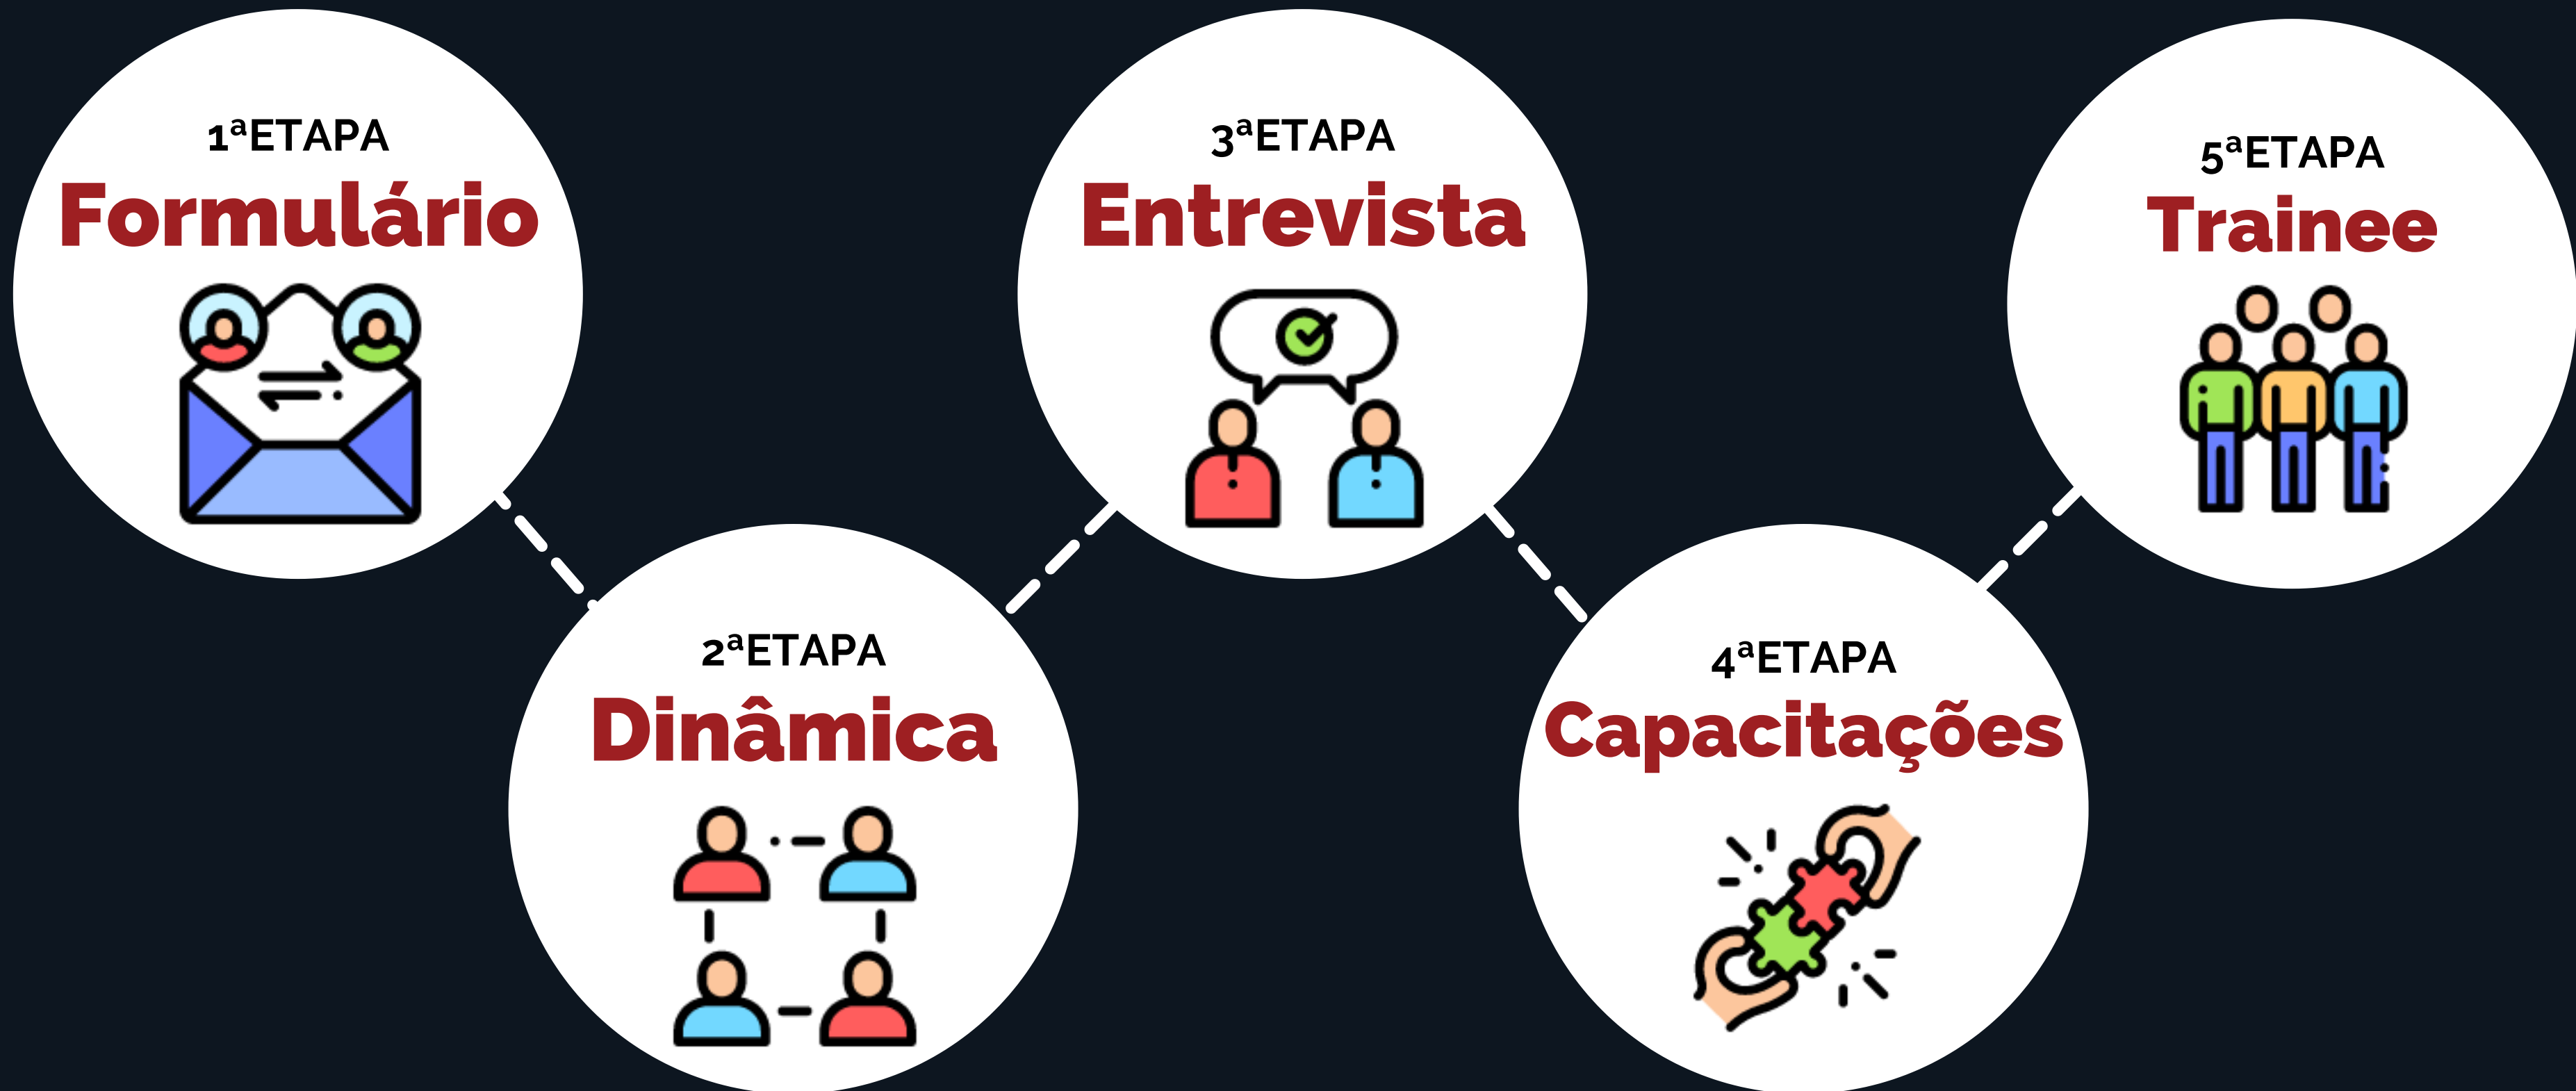 1ªETAPA
Formulário
2ªETAPA
Dinâmica
3ªETAPA
Entrevista
4ªETAPA
Capacitações
5ªETAPA
Trainee